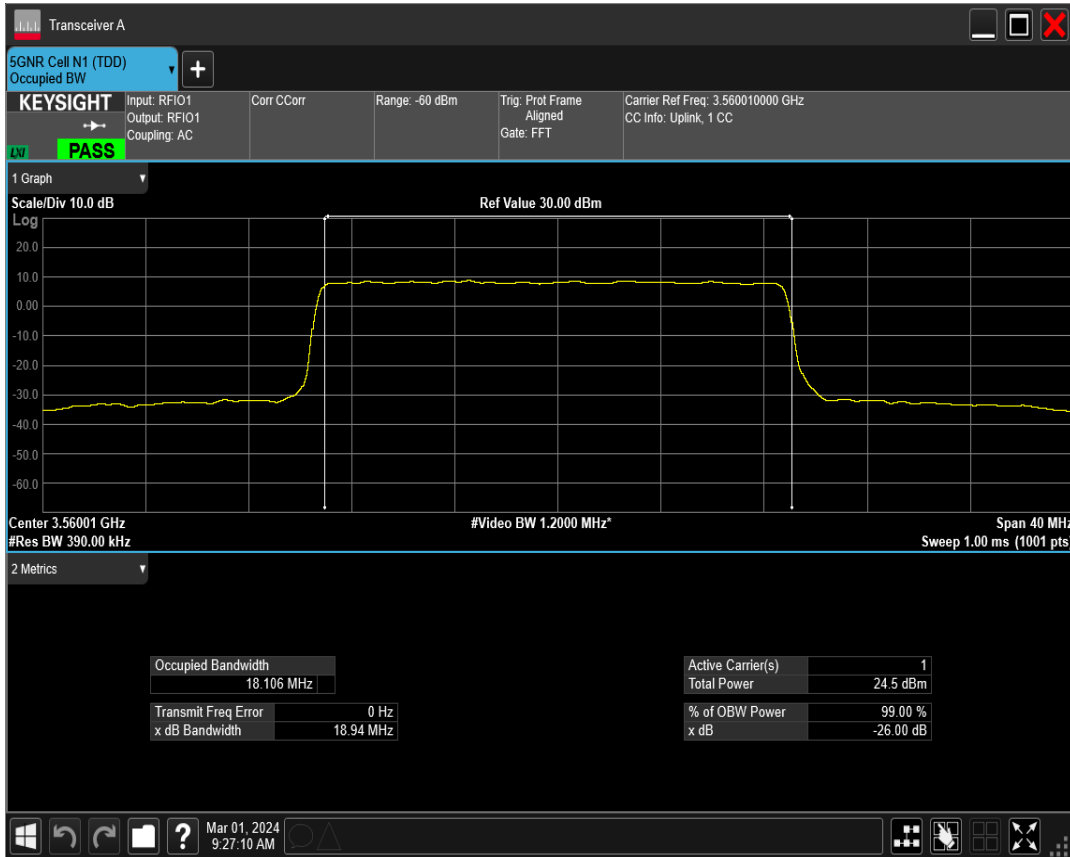 Transceiver A
5GNR Cell N1 (TDD)
Occupied BW
+
KEYSIGHT
LXI
PASS
Input: RFIO1
Output: RFIO1
Coupling: AC
Corr CCorr
Range: -60 dBm
Trig: Prot Frame
Aligned
Gate: FFT
Carrier Ref Freq: 3.560010000 GHz
CC Info: Uplink, 1 CC
1 Graph
Scale/Div 10.0 dB
Ref Value 30.00 dBm
Log
20.0
10.0
0.00
-10.0
-20.0
-30.0
-40.0
-50.0
-60.0
Center 3.56001 GHz
#Video BW 1.2000 MHz*
Span 40 MHz
#Res BW 390.00 kHz
Sweep 1.00 ms (1001 pts)
2 Metrics
Occupied Bandwidth
18.106 MHz
Transmit Freq Error 0 Hz
x dB Bandwidth 18.94 MHz
Active Carrier(s) 1
Total Power 24.5 dBm
% of OBW Power 99.00 %
x dB -26.00 dB
?
Mar 01, 2024
9:27:10 AM